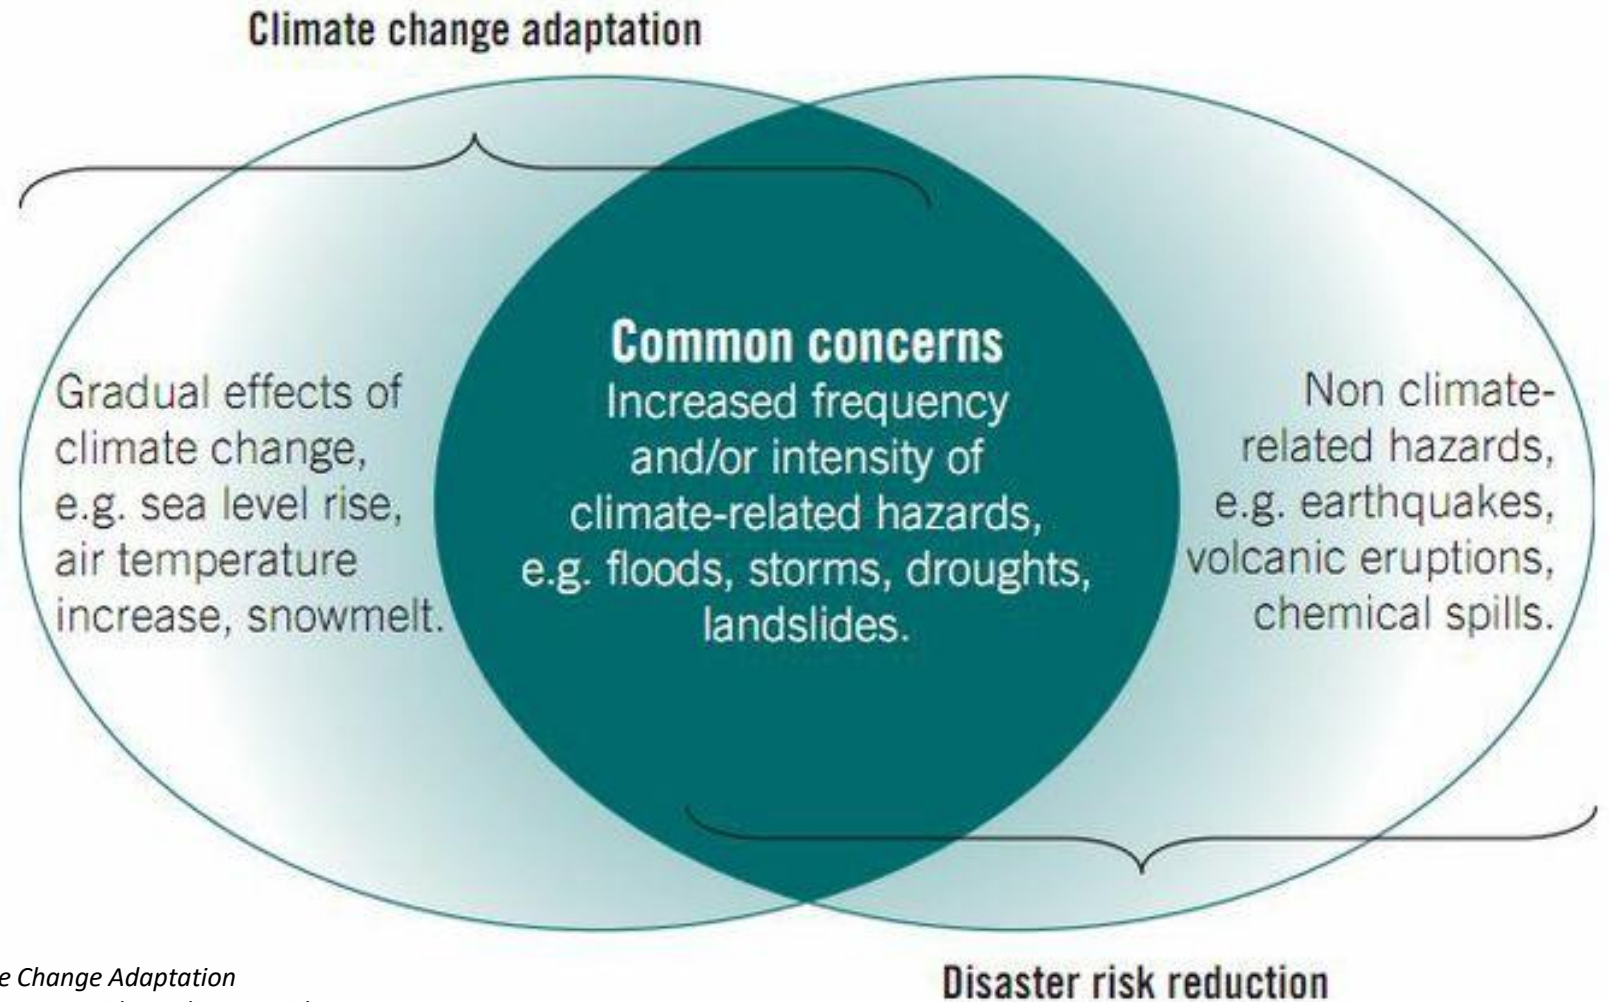 Climate change adaptation
Gradual effects of
climate change,
e.g. sea level rise,
air temperature
increase, snowmelt.
Common concerns
Increased frequency
and/or intensity of
climate-related hazards,
e.g. floods, storms, droughts,
landslides.
Non climate-
related hazards,
e.g. earthquakes,
volcanic eruptions,
chemical spills.
Disaster risk reduction
e Change Adaptation